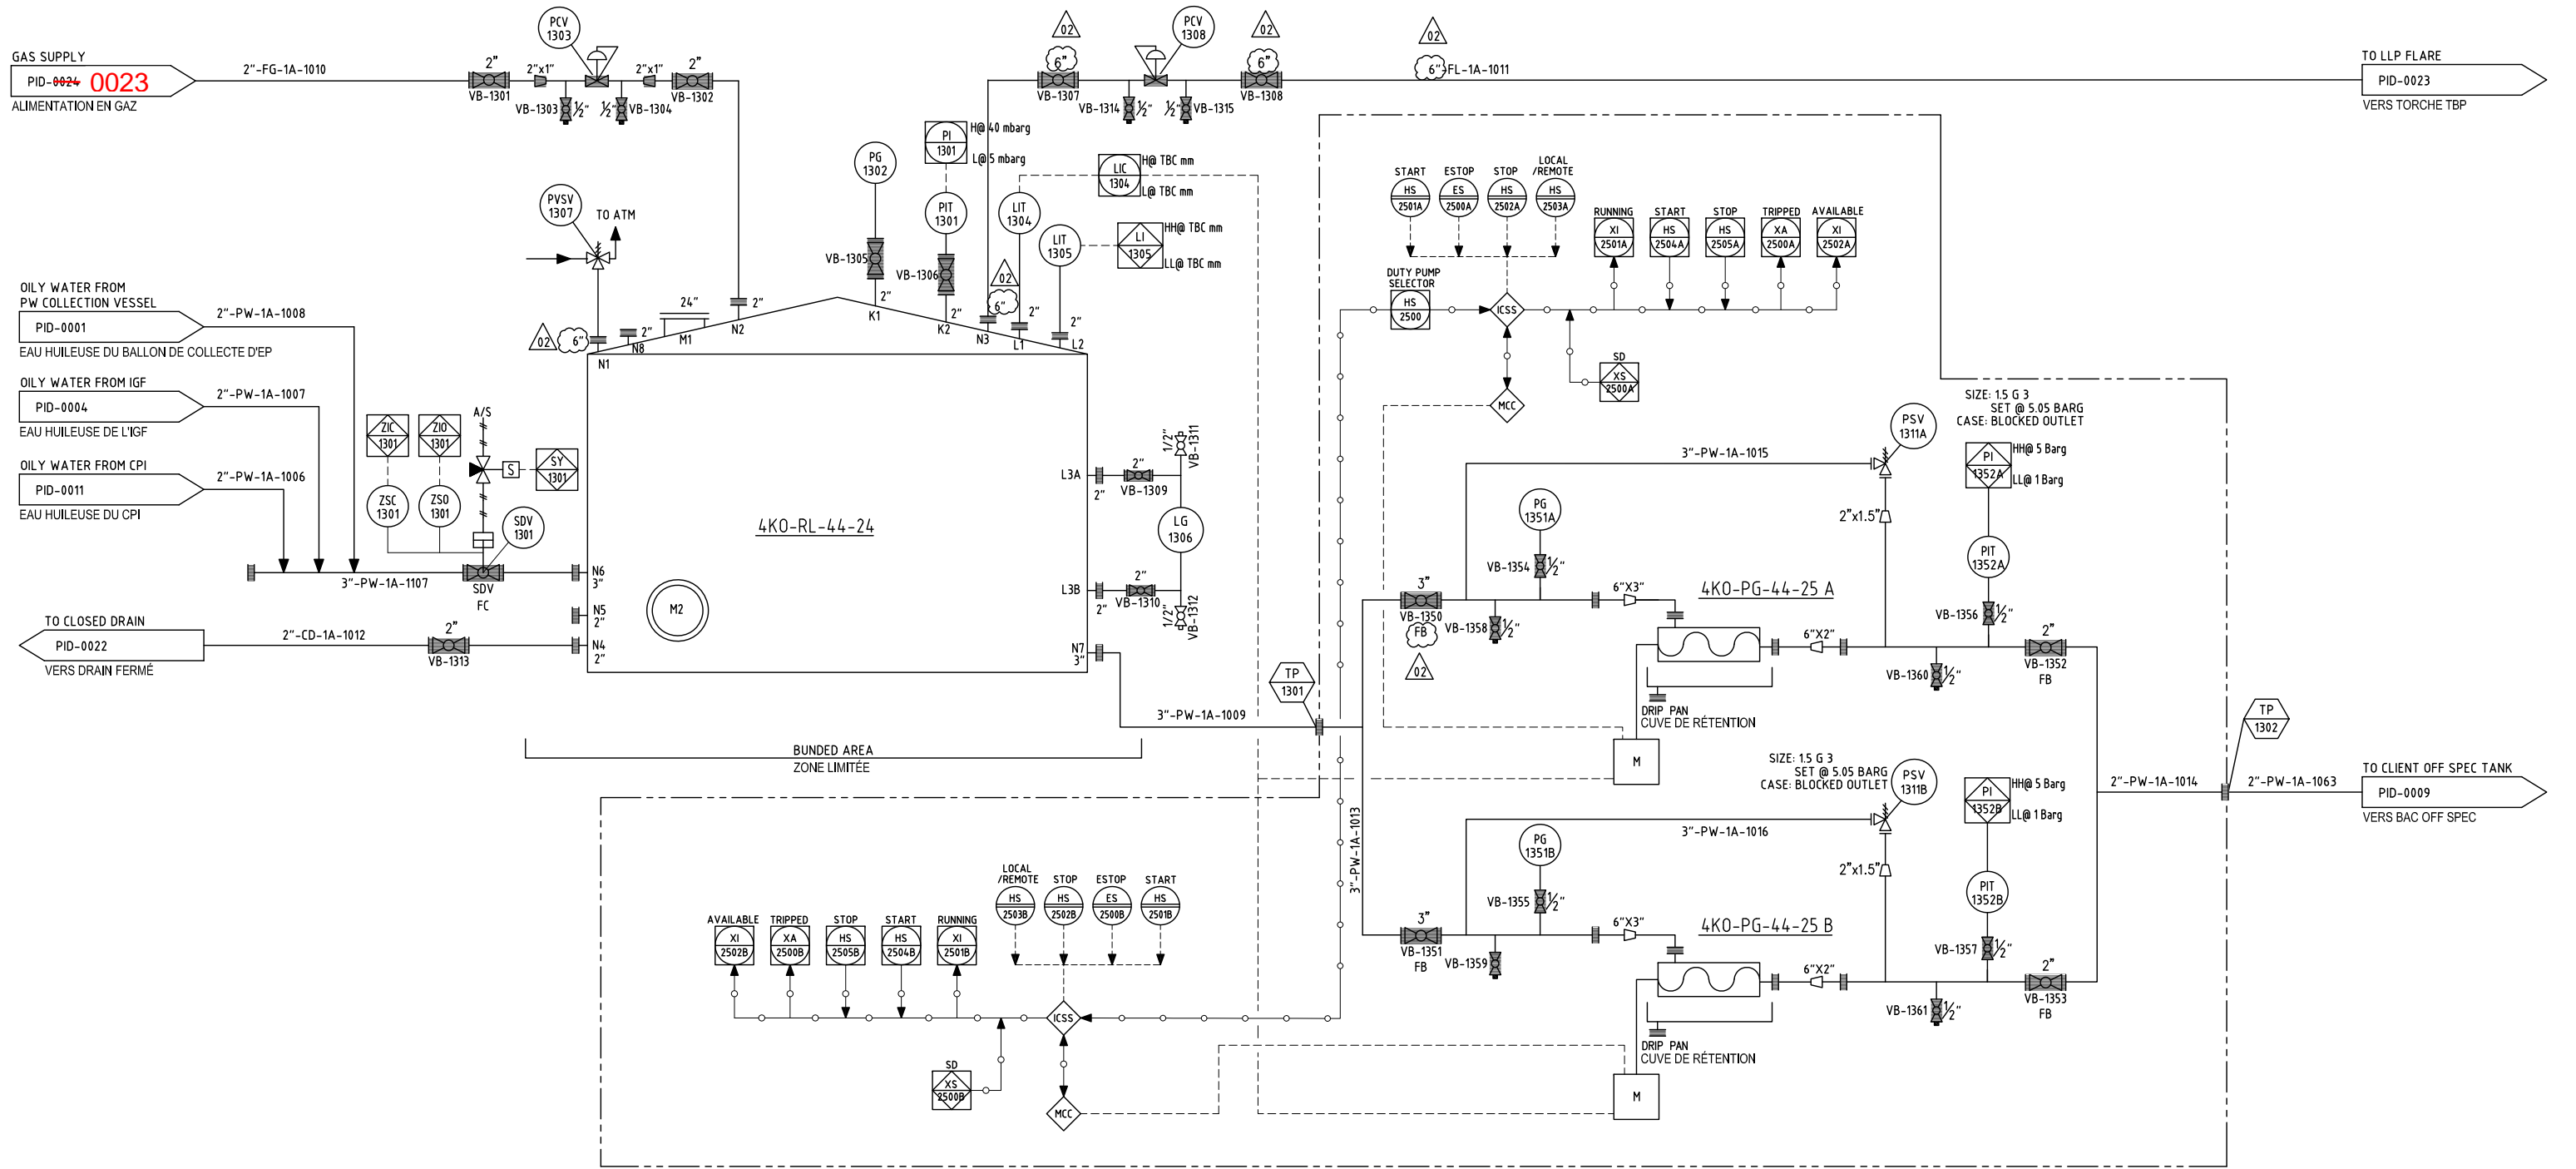 GAS SUPPLY
PID-0024 0023
ALIMENTATION EN GAZ
2"-FG-1A-1010
2"
VB-1301
2"x1"
PCV
1303
VB-1303
1/2"
1/2"
VB-1304
2"x1"
2"
VB-1302
02
6"
VB-1307
VB-1314
1/2"
PCV
1308
1/2"
VB-1315
02
6"
VB-1308
02
6"-FL-1A-1011
TO LLP FLARE
PID-0023
VERS TORCHE TBP
PVSV
1307
TO ATM
PG
1302
VB-1305
PI
1301
H@ 40 mbarg
L@ 5 mbarg
PIT
1301
VB-1306
LIC
1304
H@ TBC mm
L@ TBC mm
LIT
1304
LIT
1305
LI
1305
HH@ TBC mm
LL@ TBC mm
02
6"
02
6"
N1
2"
N8
24"
M1
2"
N2
2"
K1
2"
K2
N3
2"
L1
2"
L2
OILY WATER FROM
PW COLLECTION VESSEL
PID-0001
EAU HUILEUSE DU BALLON DE COLLECTE D'EP
2"-PW-1A-1008
OILY WATER FROM IGF
PID-0004
EAU HUILEUSE DE L'IGF
2"-PW-1A-1007
OILY WATER FROM CPI
PID-0011
EAU HUILEUSE DU CPI
2"-PW-1A-1006
ZIC
1301
ZIO
1301
A/S
S
SY
1301
ZSC
1301
ZSO
1301
SDV
1301
3"-PW-1A-1107
SDV
FC
N6
3"
N5
2"
N4
2"
TO CLOSED DRAIN
PID-0022
VERS DRAIN FERMÉ
2"-CD-1A-1012
2"
VB-1313
4KO-RL-44-24
M2
L3A
2"
2"
VB-1309
1/2"
VB-1311
LG
1306
L3B
2"
2"
VB-1310
1/2"
VB-1312
N7
3"
3"-PW-1A-1009
BUNDED AREA
ZONE LIMITÉE
TP
1301
START
HS
2501A
ESTOP
ES
2500A
STOP
HS
2502A
LOCAL
/REMOTE
HS
2503A
RUNNING
XI
2501A
START
HS
2504A
STOP
HS
2505A
TRIPPED
XA
2500A
AVAILABLE
XI
2502A
DUTY PUMP
SELECTOR
HS
2500
ICSS
SD
XS
2500A
MCC
SIZE: 1.5 G 3
SET @ 5.05 BARG
CASE: BLOCKED OUTLET
PSV
1311A
3"-PW-1A-1015
PI
1352A
HH@ 5 Barg
LL@ 1 Barg
2"x1.5"
PIT
1352A
VB-1356
1/2"
PG
1351A
VB-1354
1/2"
3"
VB-1350
FB
02
VB-1358
1/2"
6"X3"
4KO-PG-44-25 A
6"X2"
VB-1360
1/2"
2"
VB-1352
FB
DRIP PAN
CUVE DE RÉTENTION
M
TP
1302
TO CLIENT OFF SPEC TANK
PID-0009
VERS BAC OFF SPEC
2"-PW-1A-1014
2"-PW-1A-1063
SIZE: 1.5 G 3
SET @ 5.05 BARG
CASE: BLOCKED OUTLET
PSV
1311B
PI
1352B
HH@ 5 Barg
LL@ 1 Barg
3"-PW-1A-1016
3"-PW-1A-1013
2"x1.5"
PIT
1352B
VB-1357
1/2"
PG
1351B
VB-1355
1/2"
3"
VB-1351
FB
VB-1359
6"X3"
4KO-PG-44-25 B
6"X2"
VB-1361
1/2"
2"
VB-1353
FB
DRIP PAN
CUVE DE RÉTENTION
M
LOCAL
/REMOTE
HS
2503B
STOP
HS
2502B
ESTOP
ES
2500B
START
HS
2501B
AVAILABLE
XI
2502B
TRIPPED
XA
2500B
STOP
HS
2505B
START
HS
2504B
RUNNING
XI
2501B
ICSS
SD
XS
2500B
MCC